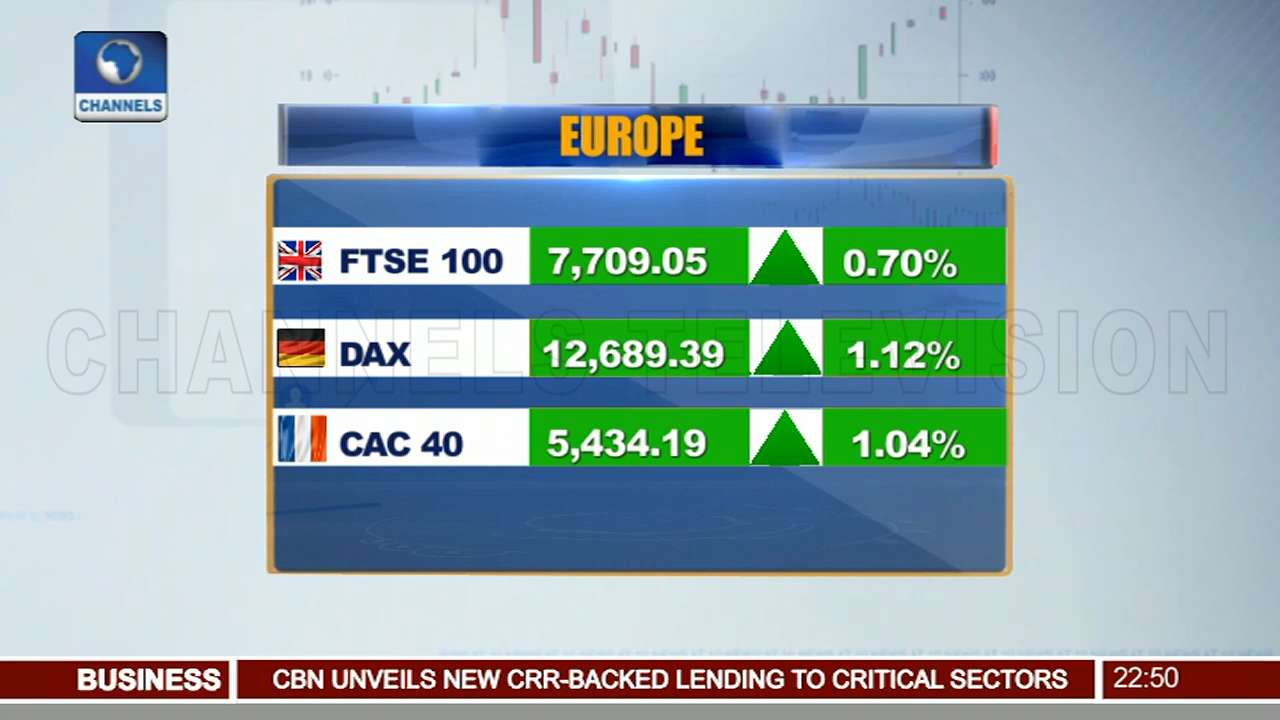 CHANNELS
EUROPE
FTSE 100 7,709.05 0.70%
DAX 12,689.39 1.12%
CAC 40 5,434.19 1.04%
CHANNELS TELEVISION
BUSINESS CBN UNVEILS NEW CRR-BACKED LENDING TO CRITICAL SECTORS 22:50